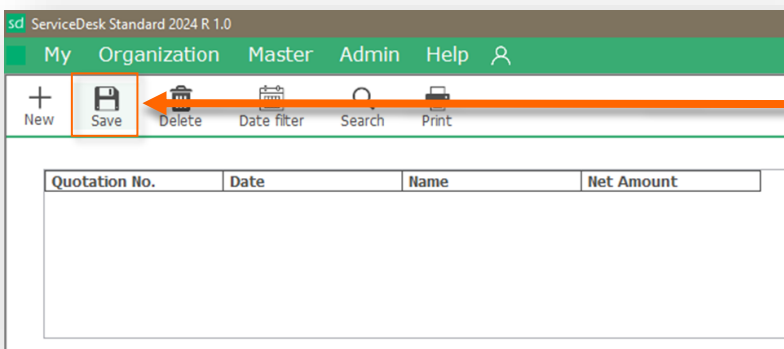 sd ServiceDesk Standard 2024 R 1.0
My Organization Master Admin Help
New Save Delete Date filter Search Print
Quotation No. Date Name Net Amount